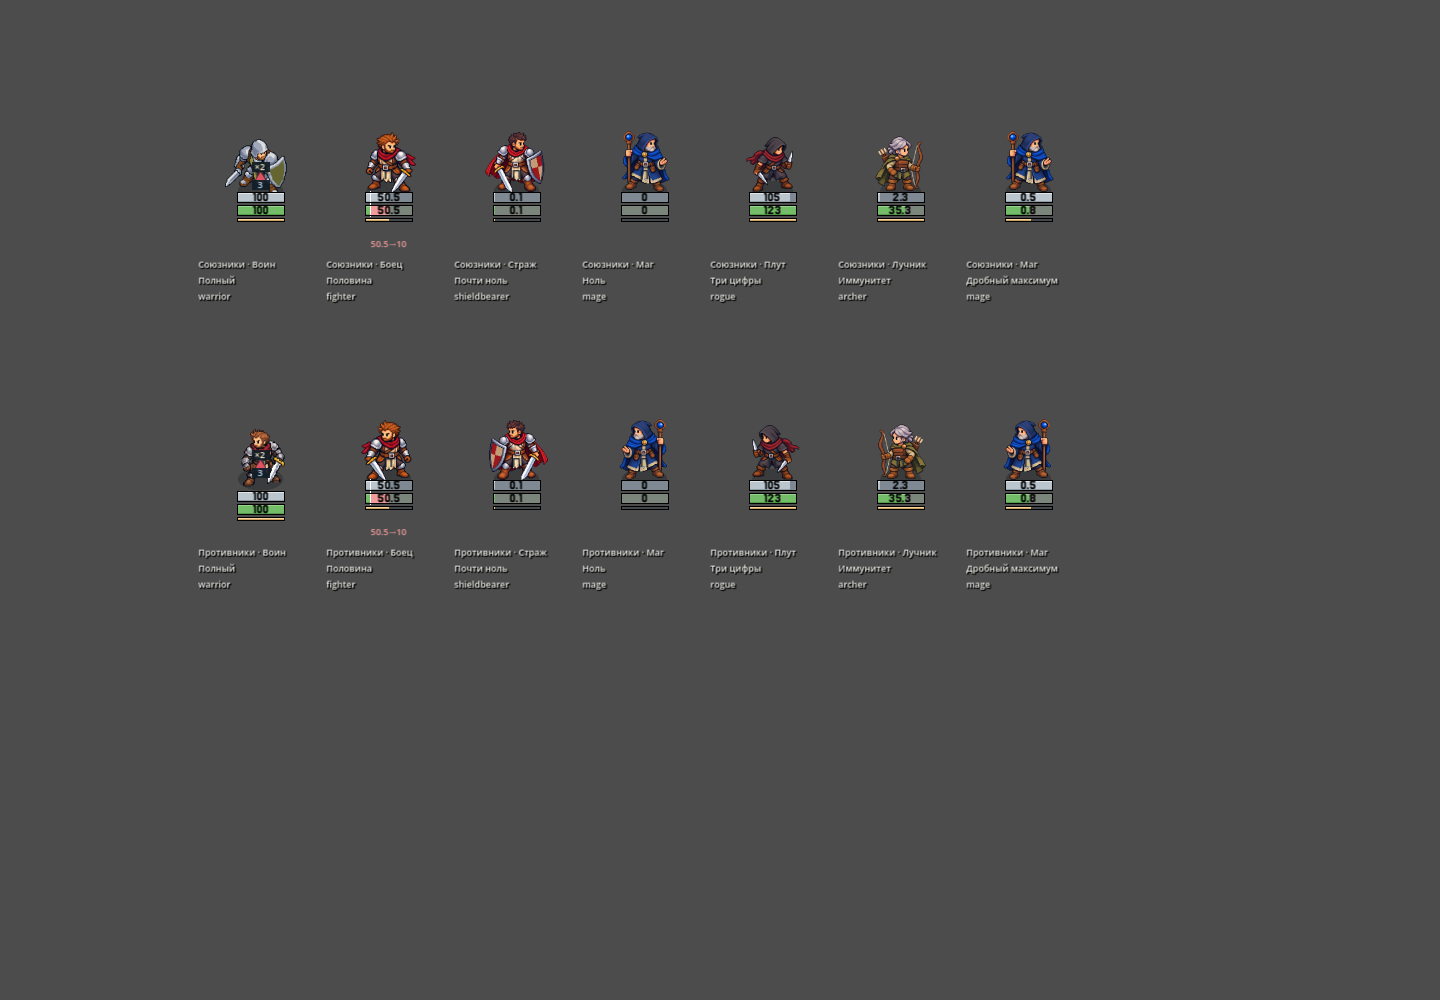 ×2
3
100 50.5 0.1 0 105 2.3 0.5
100 50.5 0.1 0 123 35.3 0.8
50.5→10
Союзники · Воин Союзники · Боец Союзники · Страж Союзники · Маг Союзники · Плут Союзники · Лучник Союзники · Маг
Полный Половина Почти ноль Ноль Три цифры Иммунитет Дробный максимум
warrior fighter shieldbearer mage rogue archer mage
×2
3
100 50.5 0.1 0 105 2.3 0.5
100 50.5 0.1 0 123 35.3 0.8
50.5→10
Противники · Воин Противники · Боец Противники · Страж Противники · Маг Противники · Плут Противники · Лучник Противники · Маг
Полный Половина Почти ноль Ноль Три цифры Иммунитет Дробный максимум
warrior fighter shieldbearer mage rogue archer mage